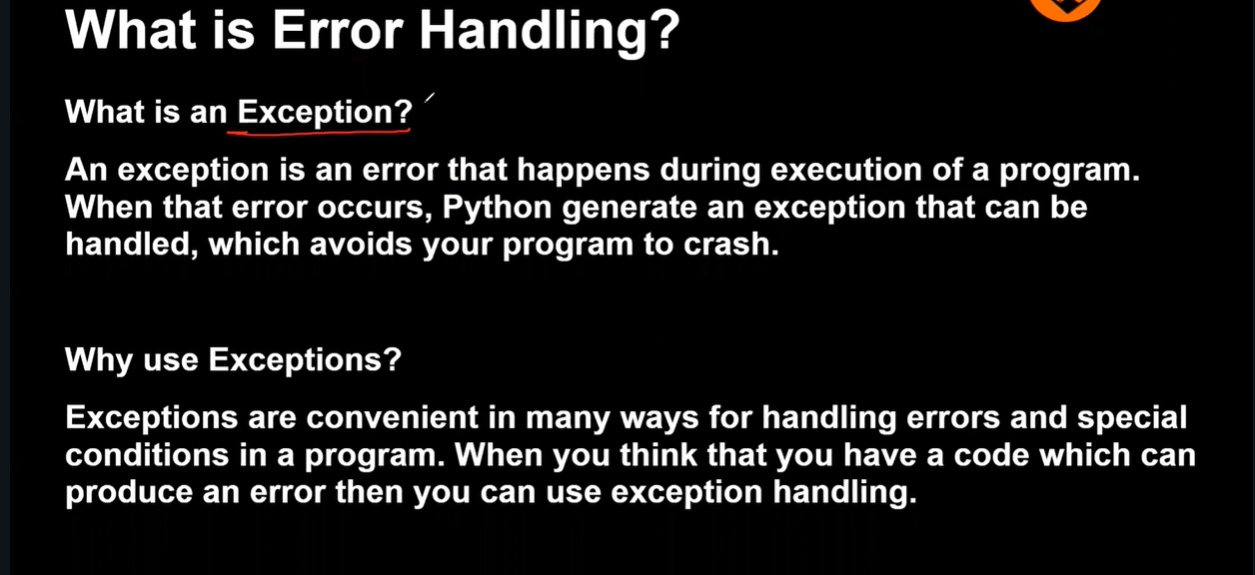 What is Error Handling?
What is an Exception?
An exception is an error that happens during execution of a program.
When that error occurs, Python generate an exception that can be
handled, which avoids your program to crash.
Why use Exceptions?
Exceptions are convenient in many ways for handling errors and special
conditions in a program. When you think that you have a code which can
produce an error then you can use exception handling.